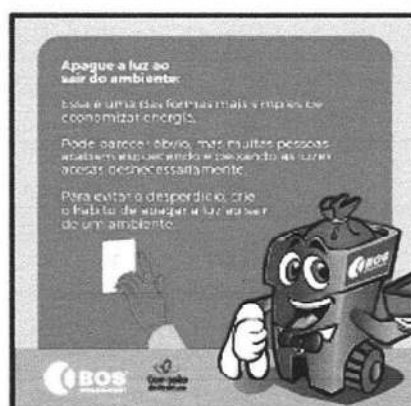 Apague a luz ao
sair do ambiente:
Essa é uma das formas mais simples de
economizar energia.
Pode parecer óbvio, mas muitas pessoas
acabam esquecendo e deixando as luzes
acesas desnecessariamente.
Para evitar o desperdício, crie
o hábito de apagar a luz ao sair
de um ambiente.
BOS
BOS